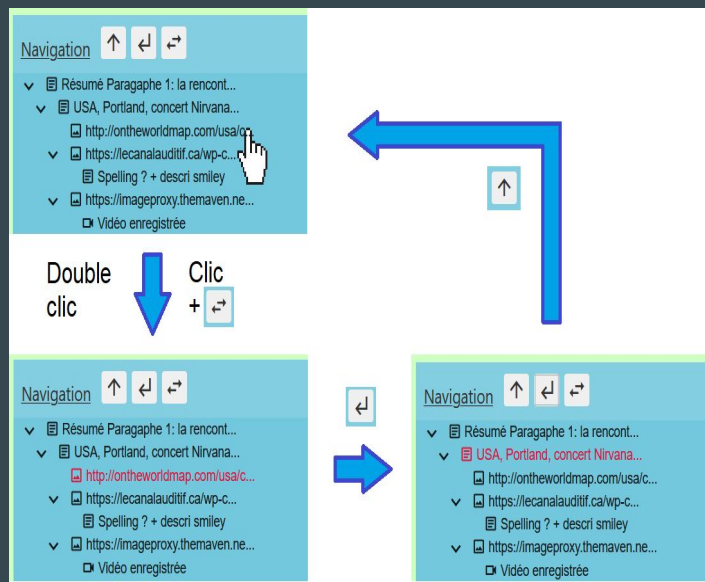 Navigation
Résumé Paragaphe 1: la rencont...
USA, Portland, concert Nirvana...
http://ontheworldmap.com/usa/c...
https://lecanalauditif.ca/wp-c...
Spelling ? + descri smiley
https://imageproxy.themaven.ne...
Vidéo enregistrée
Double clic
Clic +
Navigation
Résumé Paragaphe 1: la rencont...
USA, Portland, concert Nirvana...
http://ontheworldmap.com/usa/c...
https://lecanalauditif.ca/wp-c...
Spelling ? + descri smiley
https://imageproxy.themaven.ne...
Vidéo enregistrée
Navigation
Résumé Paragaphe 1: la rencont...
USA, Portland, concert Nirvana...
http://ontheworldmap.com/usa/c...
https://lecanalauditif.ca/wp-c...
Spelling ? + descri smiley
https://imageproxy.themaven.ne...
Vidéo enregistrée